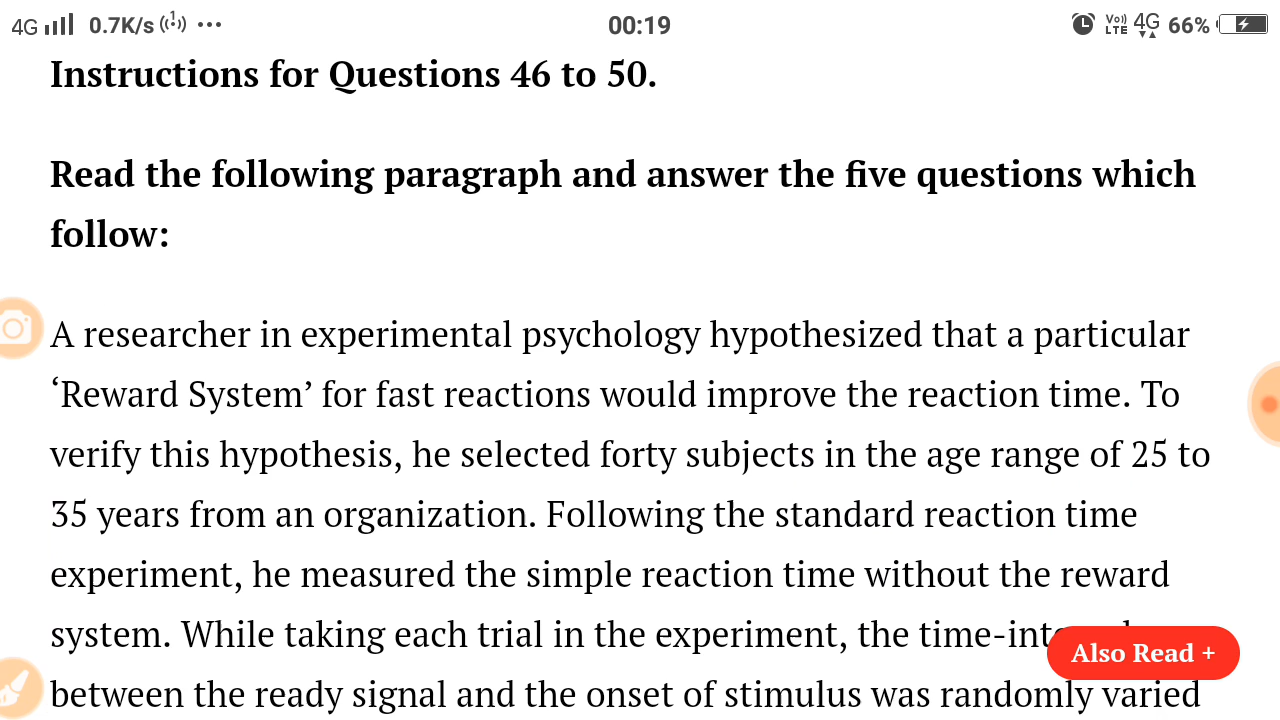 4G 0.7K/s 1 ... 00:19 Vo)) LTE 4G 66%
Instructions for Questions 46 to 50.
Read the following paragraph and answer the five questions which
follow:
A researcher in experimental psychology hypothesized that a particular
‘Reward System’ for fast reactions would improve the reaction time. To
verify this hypothesis, he selected forty subjects in the age range of 25 to
35 years from an organization. Following the standard reaction time
experiment, he measured the simple reaction time without the reward
system. While taking each trial in the experiment, the
Also Read +
between the ready signal and the onset of stimulus was randomly varied